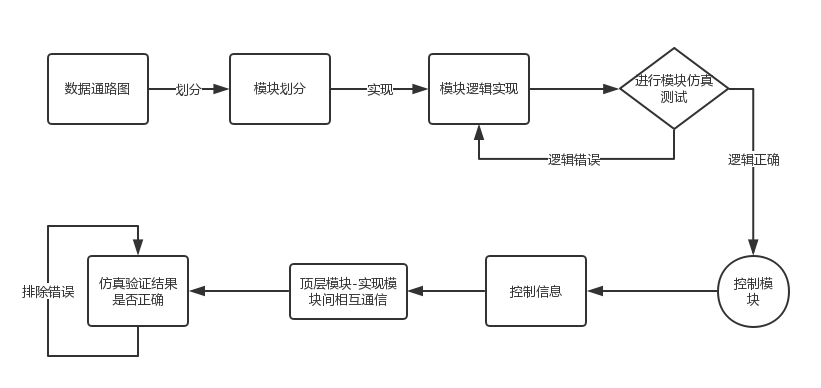 数据通路图
划分
模块划分
实现
模块逻辑实现
进行模块仿真
测试
逻辑错误
逻辑正确
排除错误
仿真验证结果
是否正确
顶层模块-实现模
块间相互通信
控制信息
控制模
块